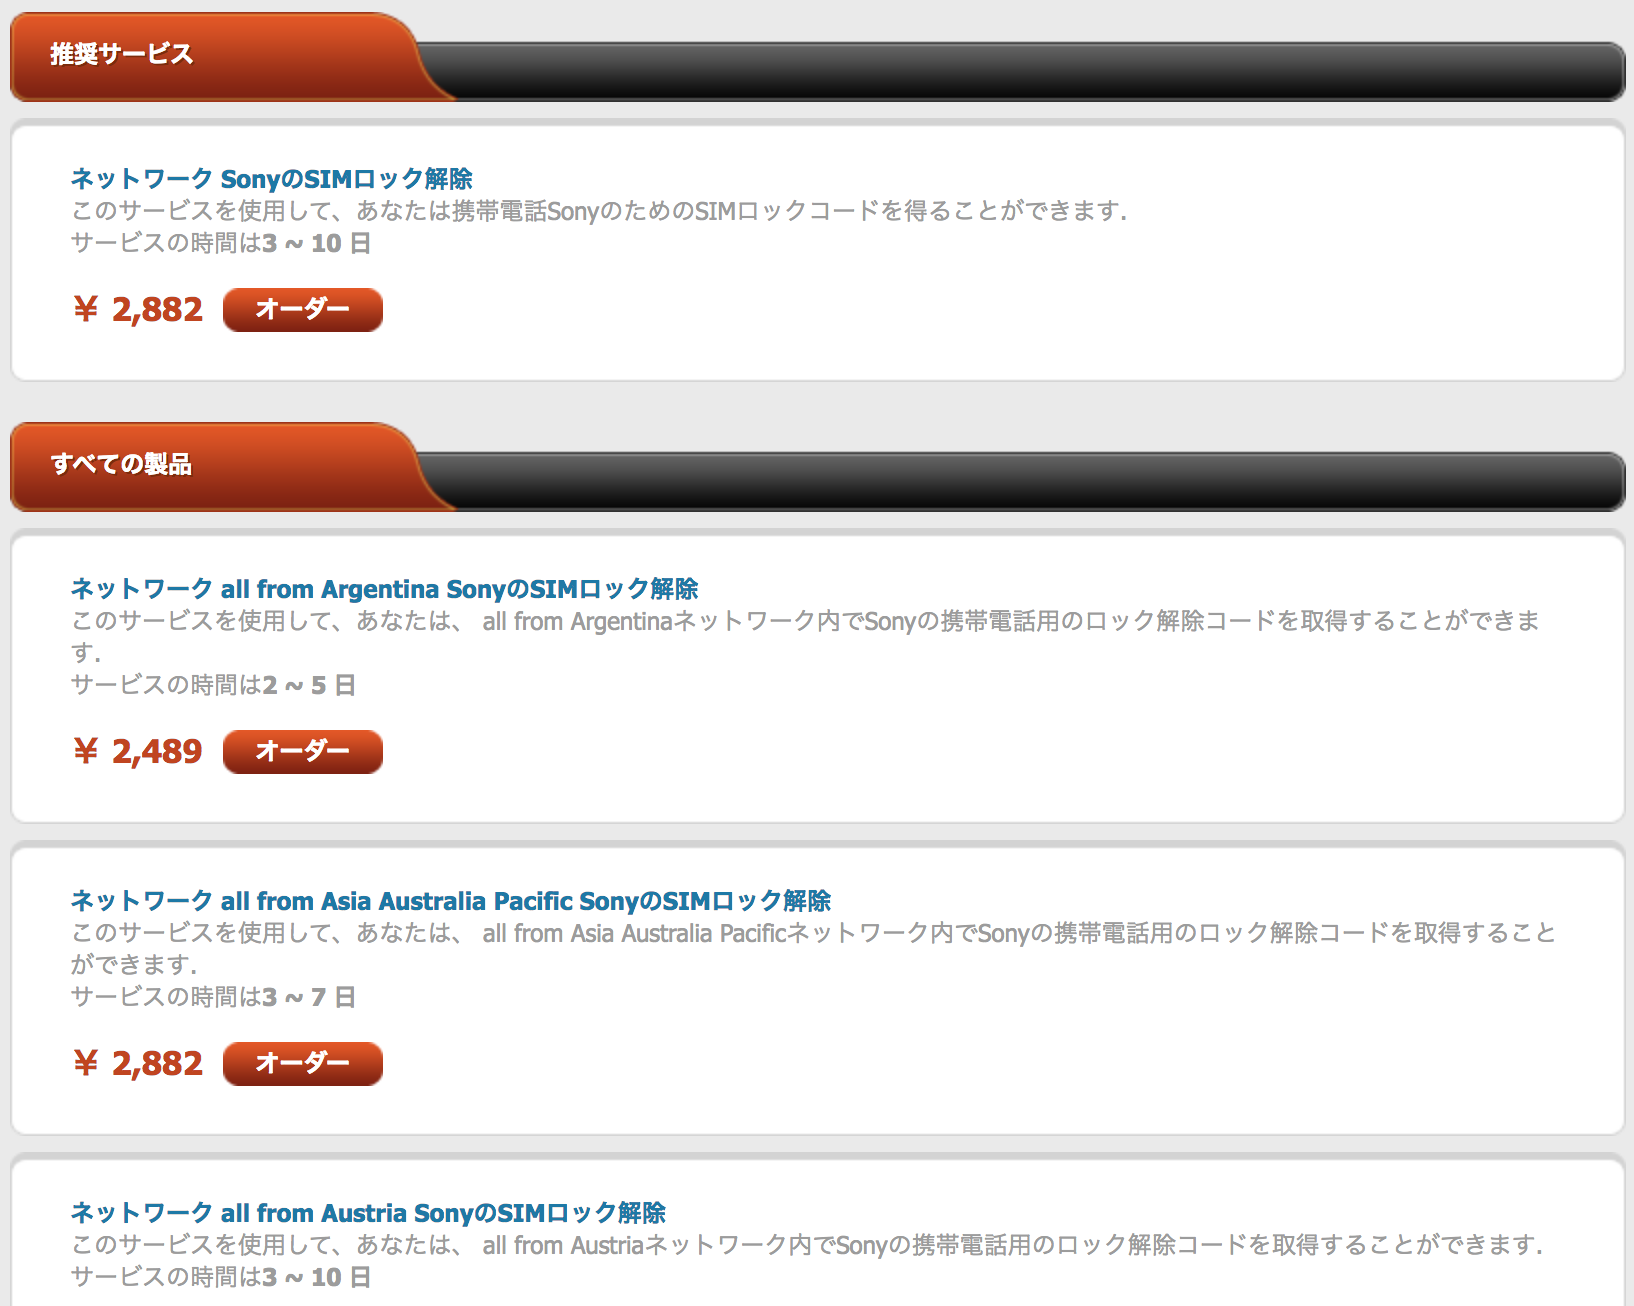 推奨サービス
ネットワーク SonyのSIMロック解除
このサービスを使用して、あなたは携帯電話SonyのためのSIMロックコードを得ることができます.
サービスの時間は3 ~ 10 日
¥ 2,882 オーダー
すべての製品
ネットワーク all from Argentina SonyのSIMロック解除
このサービスを使用して、あなたは、 all from Argentinaネットワーク内でSonyの携帯電話用のロック解除コードを取得することができま
す.
サービスの時間は2 ~ 5 日
¥ 2,489 オーダー
ネットワーク all from Asia Australia Pacific SonyのSIMロック解除
このサービスを使用して、あなたは、 all from Asia Australia Pacificネットワーク内でSonyの携帯電話用のロック解除コードを取得すること
ができます.
サービスの時間は3 ~ 7 日
¥ 2,882 オーダー
ネットワーク all from Austria SonyのSIMロック解除
このサービスを使用して、あなたは、 all from Austriaネットワーク内でSonyの携帯電話用のロック解除コードを取得することができます.
サービスの時間は3 ~ 10 日